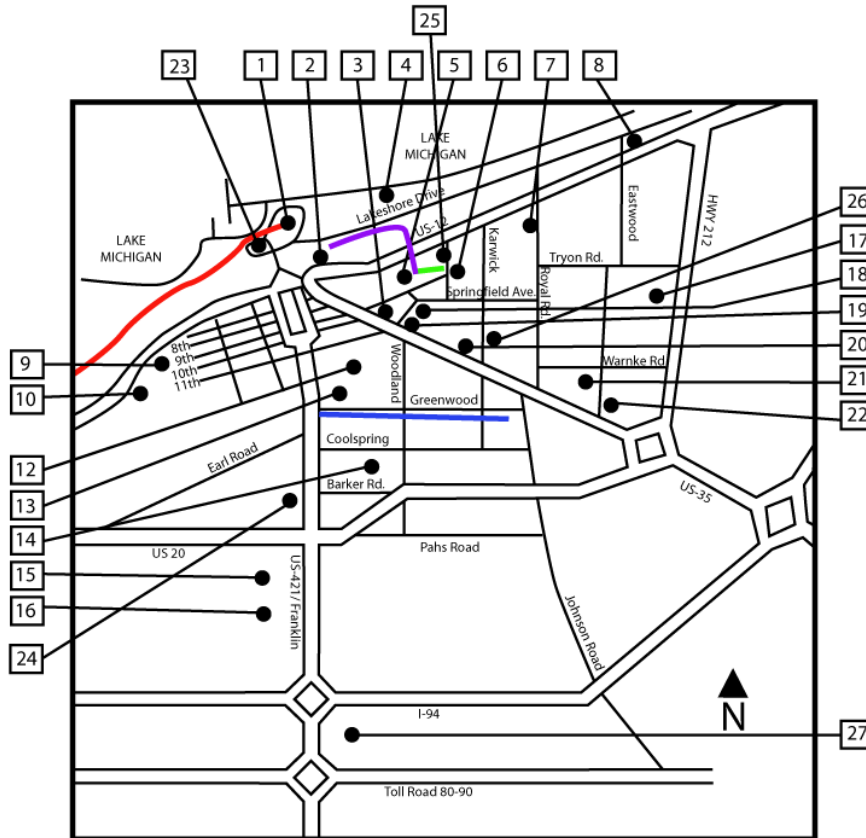 25
23
1
2
3
4
5
6
7
8
LAKE
MICHIGAN
26
Eastwood
HWY 212
Lakeshore Drive
US-12
LAKE
MICHIGAN
Karwick
17
Tryon Rd.
18
Royal Rd.
Springfield Ave.
19
8th
9th
10th
11th
20
9
Woodland
Warnke Rd.
21
10
Greenwood
22
12
Coolspring
Earl Road
13
Barker Rd.
US-35
14
US 20
Pahs Road
15
US-421/ Franklin
16
Johnson Road
24
N
I-94
27
Toll Road 80-90